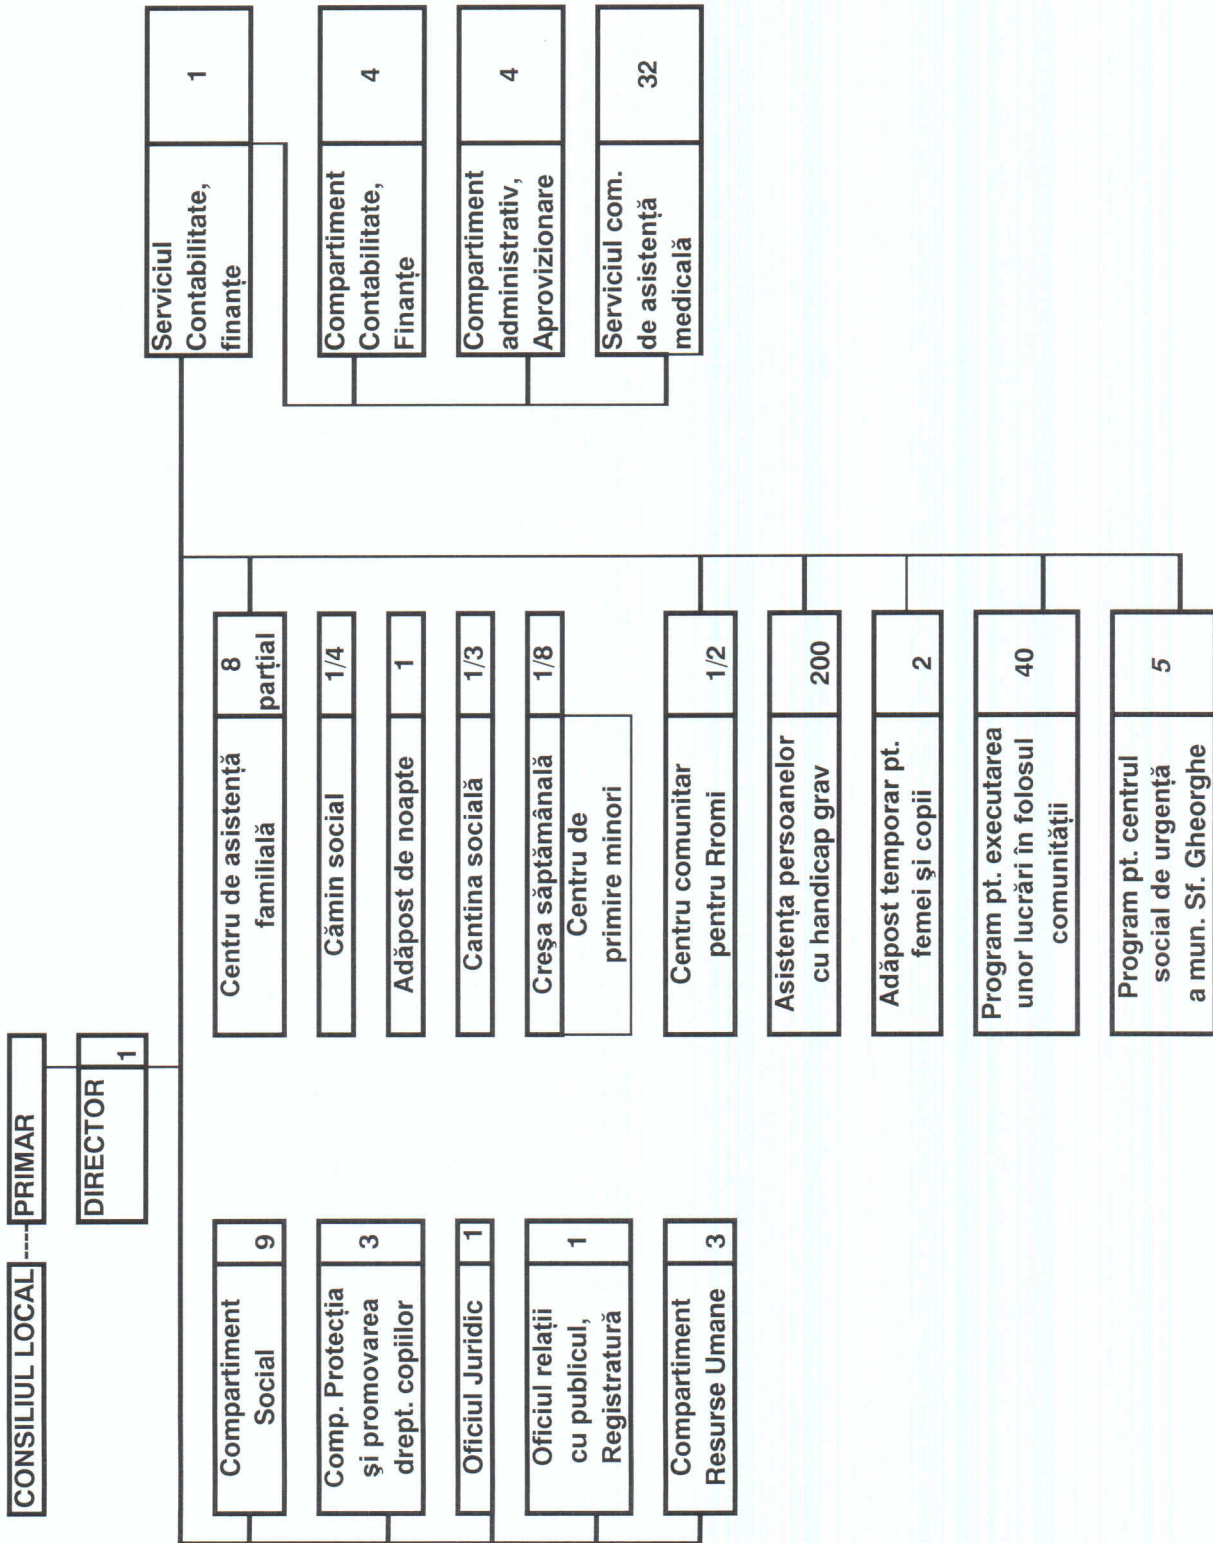 CONSILIUL LOCAL
PRIMAR
DIRECTOR
1
Compartiment
Social
9
Comp. Protecția
și promovarea
drept. copiilor
3
Oficiul Juridic
1
Oficiul relații
cu publicul,
Registratură
1
Compartiment
Resurse Umane
3
Centru de asistență
familială
8
parțial
Cămin social
1/4
Adăpost de noapte
1
Cantina socială
1/3
Creșa săptămânală
1/8
Centru de
primire minori
Centru comunitar
pentru Rromi
1/2
Asistența persoanelor
cu handicap grav
200
Adăpost temporar pt.
femei și copii
2
Program pt. executarea
unor lucrări în folosul
comunității
40
Program pt. centrul
social de urgență
a mun. Sf. Gheorghe
5
Serviciul
Contabilitate,
finanțe
1
Compartiment
Contabilitate,
Finanțe
4
Compartiment
administrativ,
Aprovizionare
4
Serviciul com.
de asistență
medicală
32